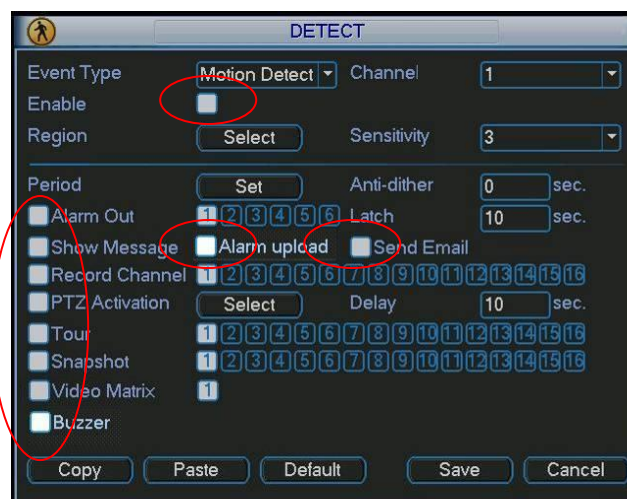 DETECT
Event Type Motion Detect Channel 1
Enable
Region Select Sensitivity 3
Period Set Anti-dither 0 sec.
Alarm Out 1 2 3 4 5 6 Latch 10 sec.
Show Message Alarm upload Send Email
Record Channel 1 2 3 4 5 6 7 8 9 10 11 12 13 14 15 16
PTZ Activation Select Delay 10 sec.
Tour 1 2 3 4 5 6 7 8 9 10 11 12 13 14 15 16
Snapshot 1 2 3 4 5 6 7 8 9 10 11 12 13 14 15 16
Video Matrix 1
Buzzer
Copy Paste Default Save Cancel